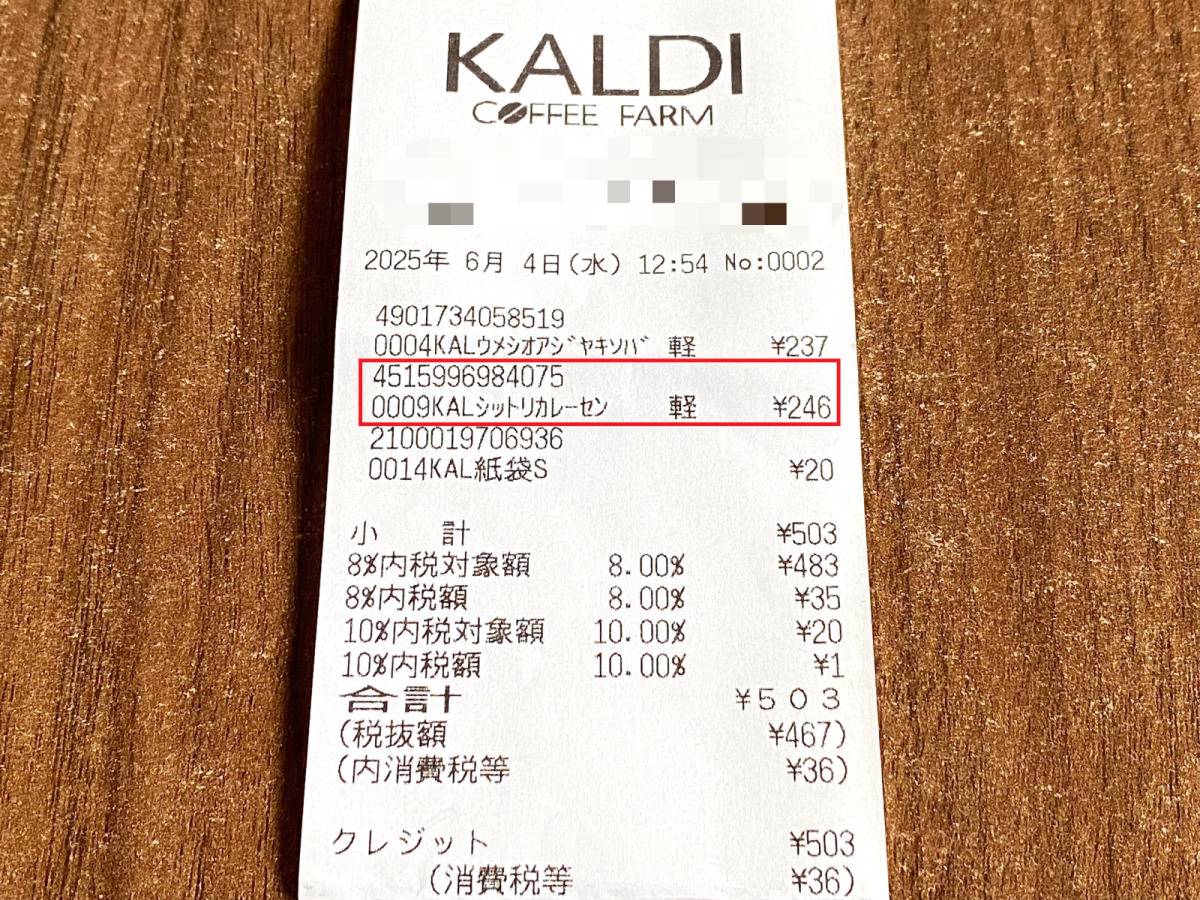 KALDI
COFFEE FARM
2025年 6月 4日(水) 12:54 No:0002
4901734058519
0004KALウメシオアジヤキソバ 軽 ¥237
4515996984075
0009KALシットリカレーセン 軽 ¥246
2100019706936
0014KAL紙袋S ¥20
小 計 ¥503
8%内税対象額 8.00% ¥483
8%内税額 8.00% ¥35
10%内税対象額 10.00% ¥20
10%内税額 10.00% ¥1
合計 ¥503
(税抜額 ¥467)
(内消費税等 ¥36)
クレジット ¥503
(消費税等 ¥36)